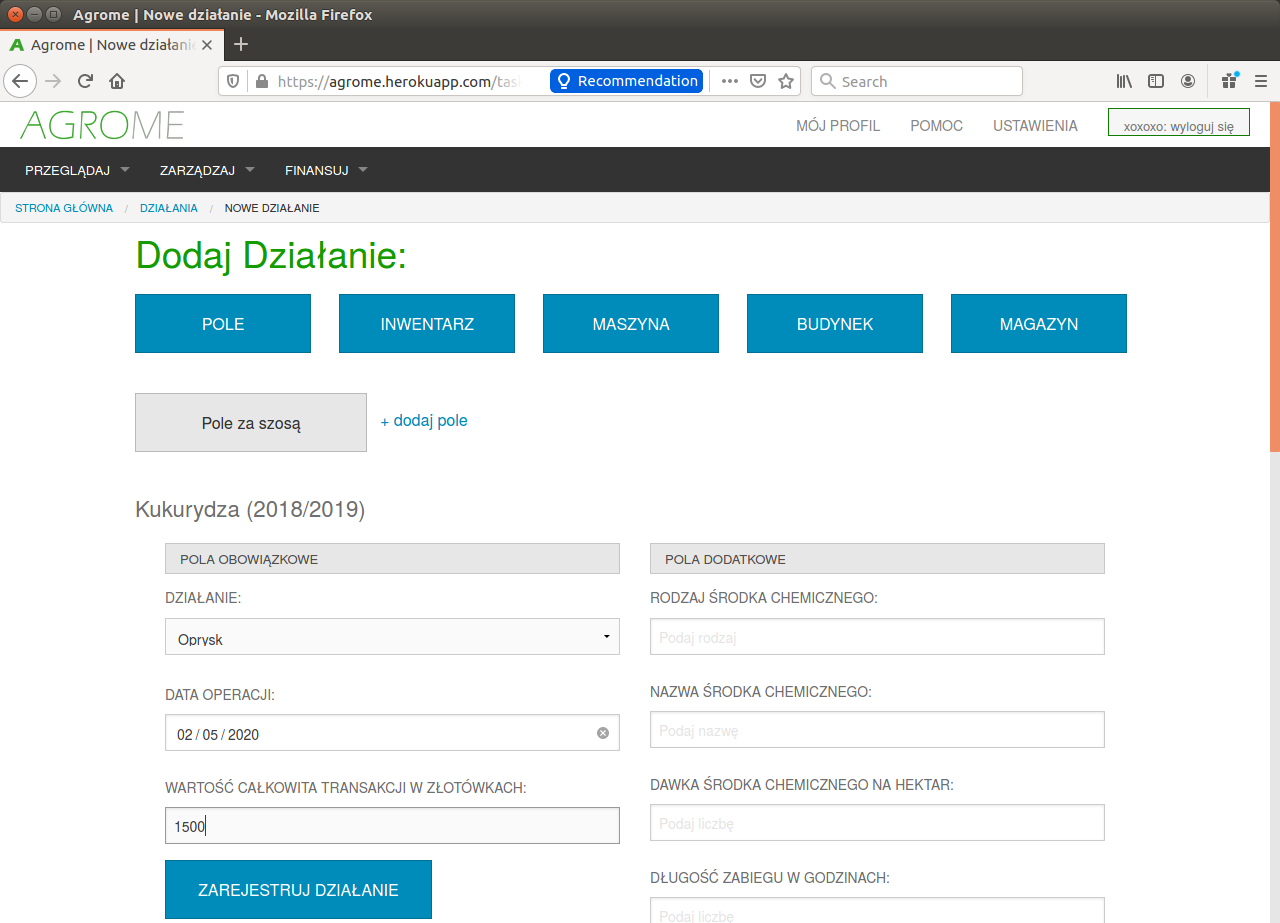 Agrome | Nowe działanie - Mozilla Firefox
Agrome | Nowe działani
https://agrome.herokuapp.com/tas
Recommendation
Search
AGROME
MÓJ PROFIL POMOC USTAWIENIA xoxoxo: wyloguj się
PRZEGLĄDAJ ZARZĄDZAJ FINANSUJ
STRONA GŁÓWNA / DZIAŁANIA / NOWE DZIAŁANIE
Dodaj Działanie:
POLE INWENTARZ MASZYNA BUDYNEK MAGAZYN
Pole za szosą + dodaj pole
Kukurydza (2018/2019)
POLA OBOWIĄZKOWE
DZIAŁANIE:
Oprysk
DATA OPERACJI:
02 / 05 / 2020
WARTOŚĆ CAŁKOWITA TRANSAKCJI W ZŁOTÓWKACH:
1500
ZAREJESTRUJ DZIAŁANIE
POLA DODATKOWE
RODZAJ ŚRODKA CHEMICZNEGO:
Podaj rodzaj
NAZWA ŚRODKA CHEMICZNEGO:
Podaj nazwę
DAWKA ŚRODKA CHEMICZNEGO NA HEKTAR:
Podaj liczbę
DŁUGOŚĆ ZABIEGU W GODZINACH:
Podaj liczbę